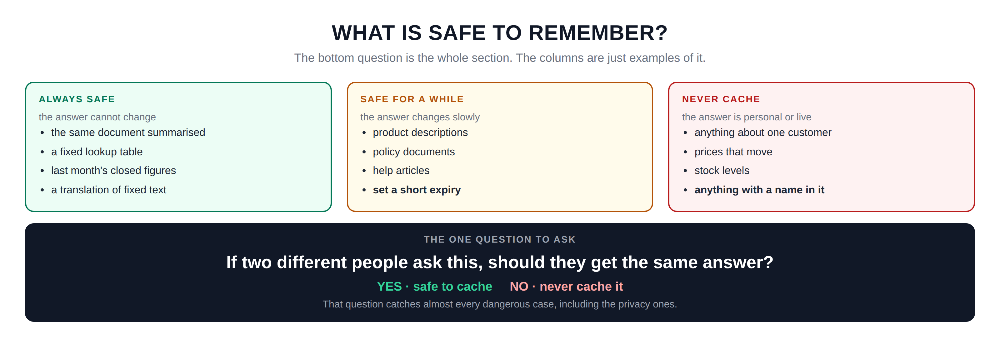 WHAT IS SAFE TO REMEMBER?
The bottom question is the whole section. The columns are just examples of it.
ALWAYS SAFE
the answer cannot change
• the same document summarised
• a fixed lookup table
• last month's closed figures
• a translation of fixed text
SAFE FOR A WHILE
the answer changes slowly
• product descriptions
• policy documents
• help articles
• set a short expiry
NEVER CACHE
the answer is personal or live
• anything about one customer
• prices that move
• stock levels
• anything with a name in it
THE ONE QUESTION TO ASK
If two different people ask this, should they get the same answer?
YES · safe to cache NO · never cache it
That question catches almost every dangerous case, including the privacy ones.